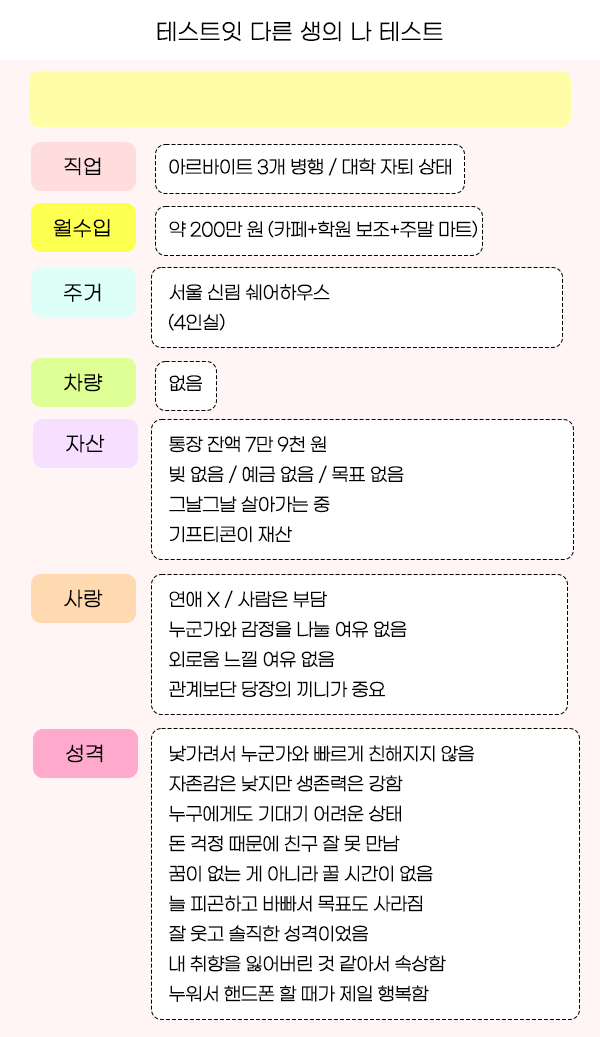 테스트잇 다른 생의 나 테스트
직업
아르바이트 3개 병행 / 대학 자퇴 상태
월수입
약 200만 원 (카페+학원 보조+주말 마트)
주거
서울 신림 쉐어하우스
(4인실)
차량
없음
자산
통장 잔액 7만 9천 원
빚 없음 / 예금 없음 / 목표 없음
그날그날 살아가는 중
기프티콘이 재산
사랑
연애 X / 사람은 부담
누군가와 감정을 나눌 여유 없음
외로움 느낄 여유 없음
관계보단 당장의 끼니가 중요
성격
낯가려서 누군가와 빠르게 친해지지 않음
자존감은 낮지만 생존력은 강함
누구에게도 기대기 어려운 상태
돈 걱정 때문에 친구 잘 못 만남
꿈이 없는 게 아니라 꿀 시간이 없음
늘 피곤하고 바빠서 목표도 사라짐
잘 웃고 솔직한 성격이었음
내 취향을 잃어버린 것 같아서 속상함
누워서 핸드폰 할 때가 제일 행복함